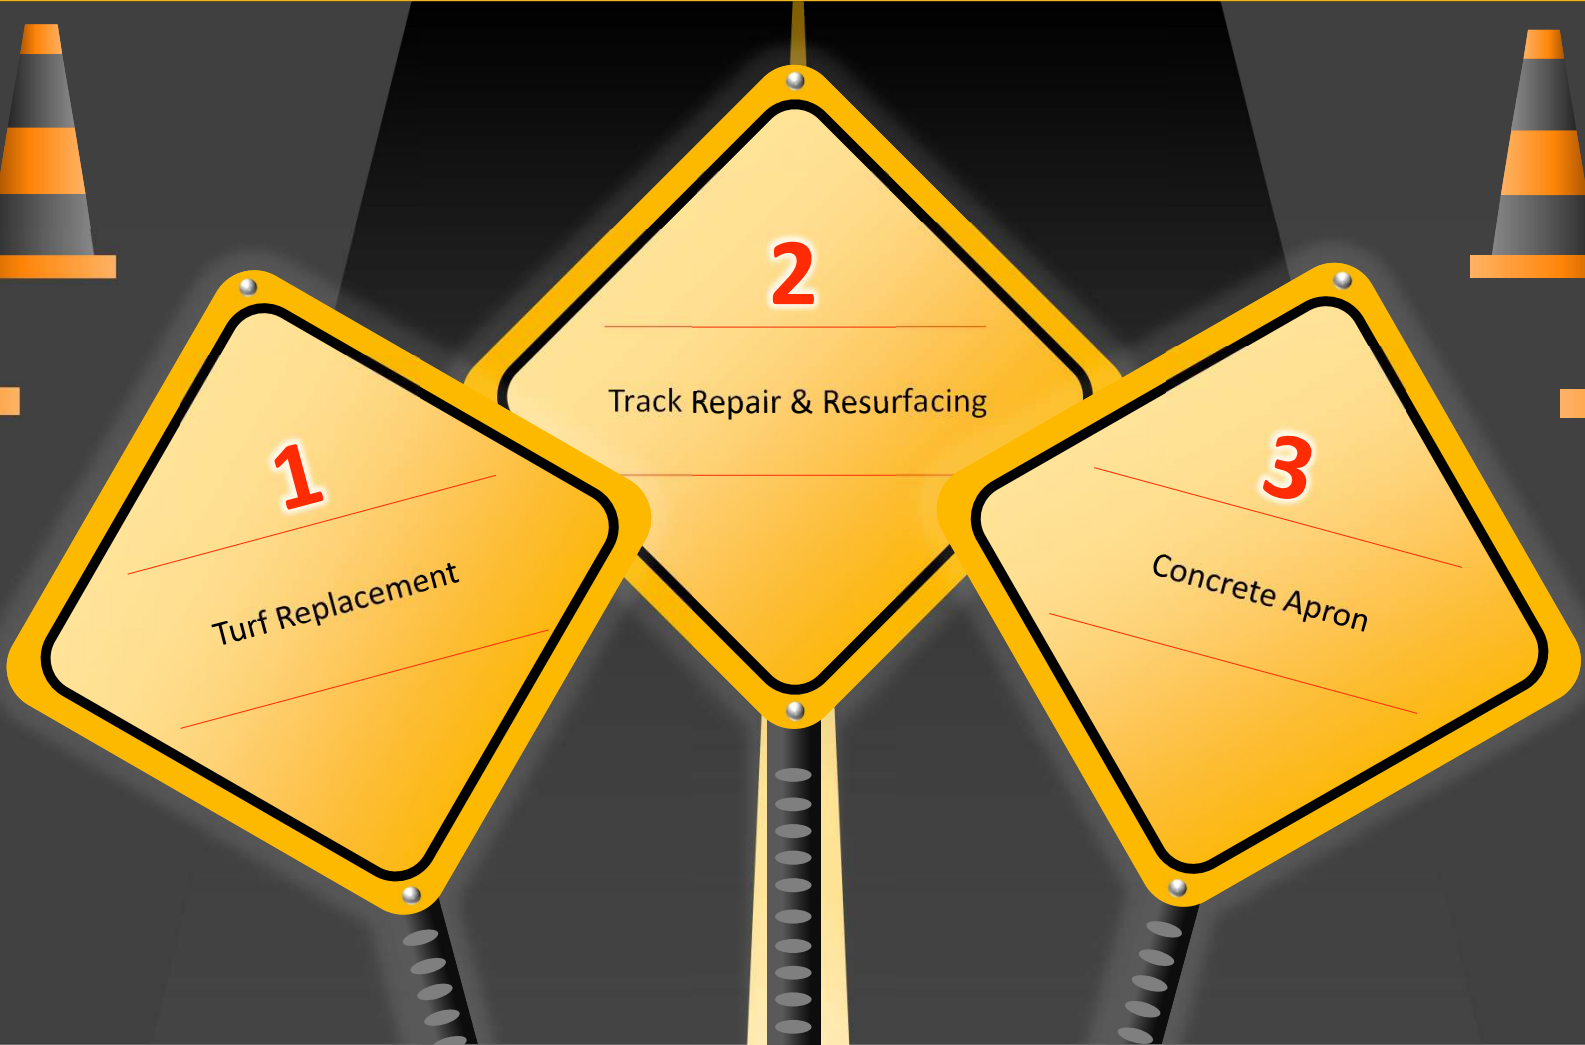 1
Turf Replacement
2
Track Repair & Resurfacing
3
Concrete Apron